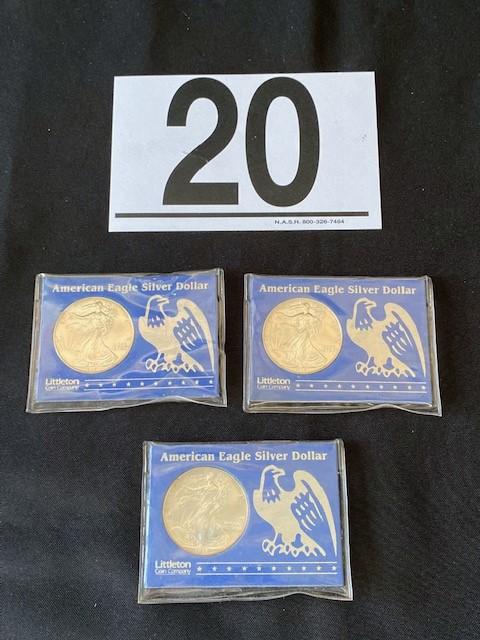 20
N.A.S.H. 800-326-7484
American Eagle Silver Dollar
Littleton
Coin Company
American Eagle Silver Dollar
Littleton
Coin Company
American Eagle Silver Dollar
Littleton
Coin Company